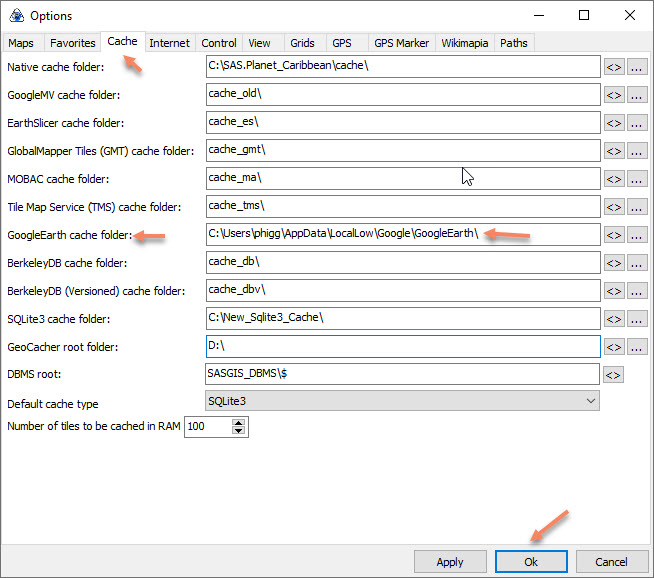 Options
Maps Favorites Cache Internet Control View Grids GPS GPS Marker Wikimapia Paths
Native cache folder: C:\SAS.Planet_Caribbean\cache\ <> ...
GoogleMV cache folder: cache_old\ <> ...
EarthSlicer cache folder: cache_es\ <> ...
GlobalMapper Tiles (GMT) cache folder: cache_gmt\ <> ...
MOBAC cache folder: cache_ma\ <> ...
Tile Map Service (TMS) cache folder: cache_tms\ <> ...
GoogleEarth cache folder: C:\Users\phigg\AppData\LocalLow\Google\GoogleEarth\ <> ...
BerkeleyDB cache folder: cache_db\ <> ...
BerkeleyDB (Versioned) cache folder: cache_dbv\ <> ...
SQLite3 cache folder: C:\New_Sqlite3_Cache\ <> ...
GeoCacher root folder: D:\ <> ...
DBMS root: SASGIS_DBMS\$ <>
Default cache type SQLite3
Number of tiles to be cached in RAM 100
Apply Ok Cancel